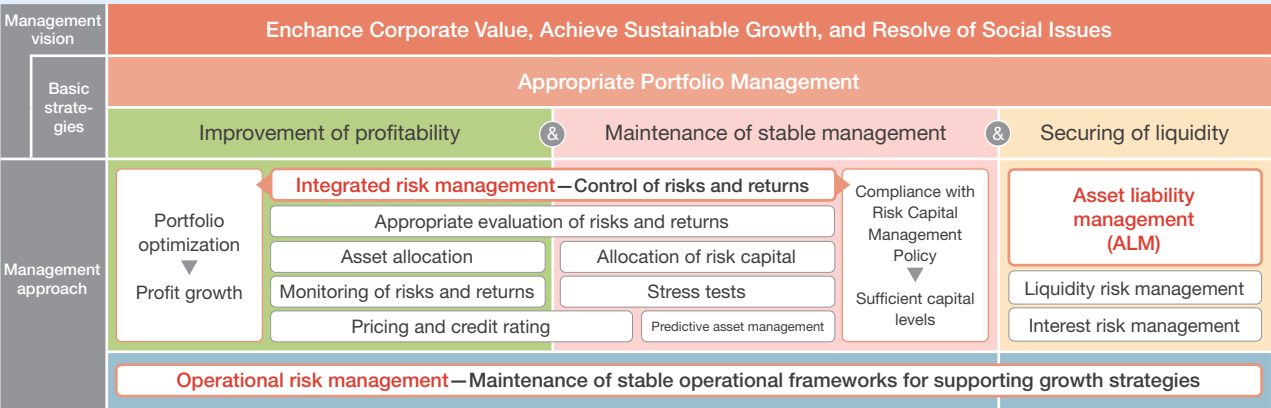 Management
vision
Enchance Corporate Value, Achieve Sustainable Growth, and Resolve of Social Issues
Basic
strate-
gies
Appropriate Portfolio Management
Improvement of profitability
&
Maintenance of stable management
&
Securing of liquidity
Management
approach
Portfolio
optimization
Profit growth
Integrated risk management—Control of risks and returns
Appropriate evaluation of risks and returns
Asset allocation
Allocation of risk capital
Monitoring of risks and returns
Stress tests
Pricing and credit rating
Predictive asset management
Compliance with
Risk Capital
Management
Policy
Sufficient capital
levels
Asset liability
management
(ALM)
Liquidity risk management
Interest risk management
Operational risk management—Maintenance of stable operational frameworks for supporting growth strategies